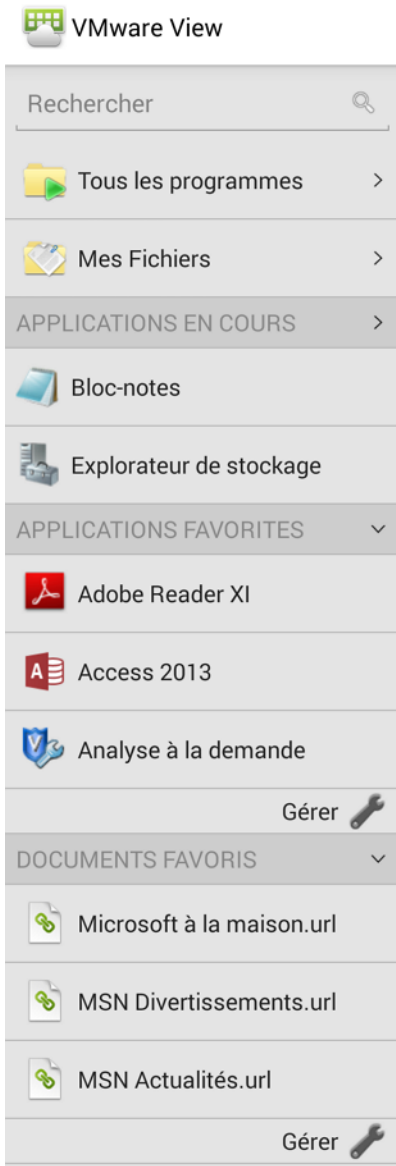 VMware View
Rechercher
Tous les programmes
Mes Fichiers
APPLICATIONS EN COURS
Bloc-notes
Explorateur de stockage
APPLICATIONS FAVORITES
Adobe Reader XI
Access 2013
Analyse à la demande
Gérer
DOCUMENTS FAVORIS
Microsoft à la maison.url
MSN Divertissements.url
MSN Actualités.url
Gérer